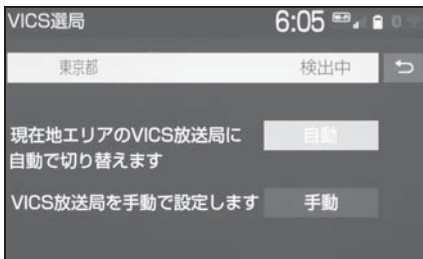 VICS選局 6:05
東京都 検出中
現在地エリアのVICS放送局に
自動で切り替えます
自動
VICS放送局を手動で設定します 手動